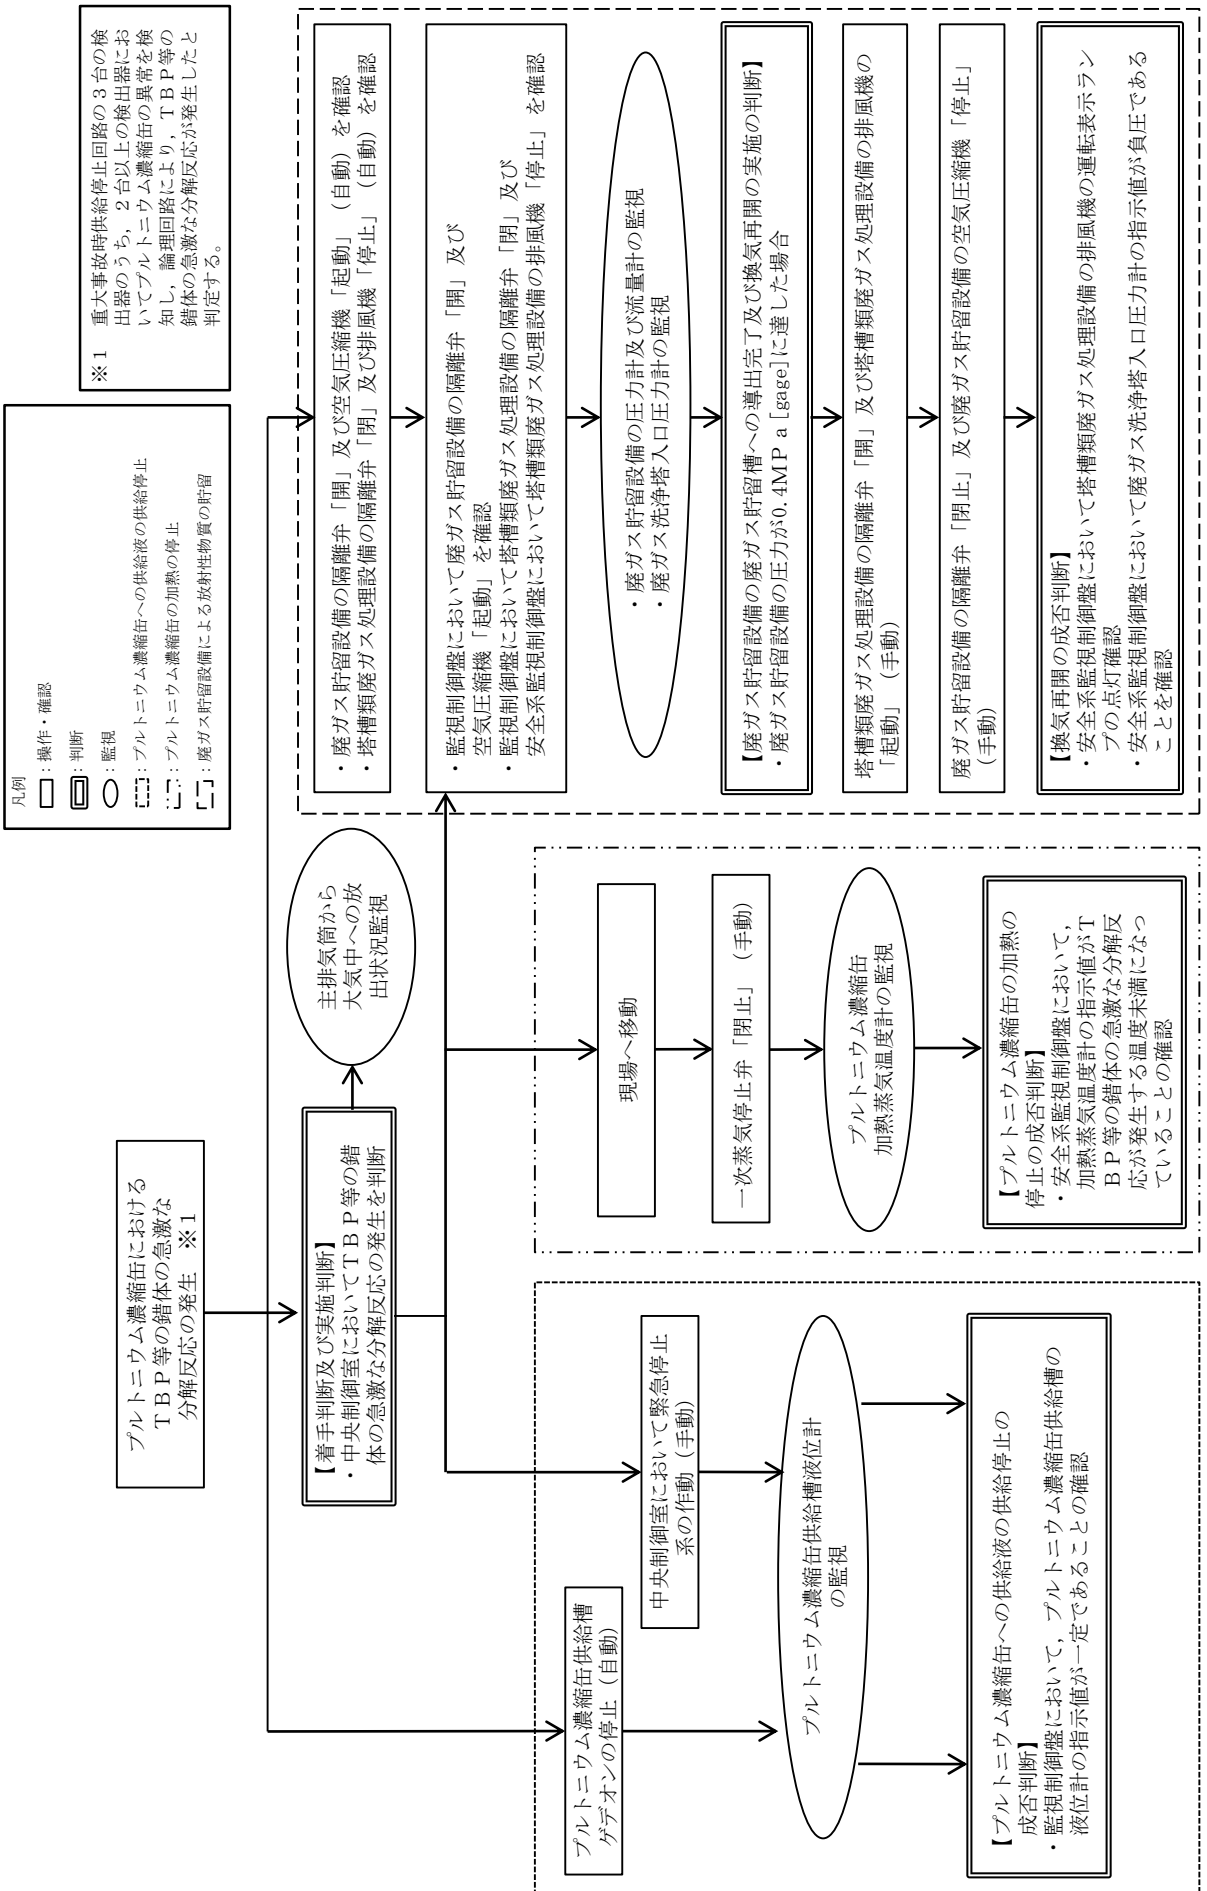 プルトニウム濃縮缶における
ＴＢＰ等の錯体の急激な
分解反応の発生　※１
凡例
：操作・確認
：判断
：監視
：プルトニウム濃縮缶への供給液の供給停止
：プルトニウム濃縮缶の加熱の停止
：廃ガス貯留設備による放射性物質の貯留
※１　重大事故時供給停止回路の３台の検
出器のうち，２台以上の検出器にお
いてプルトニウム濃縮缶の異常を検
知し，論理回路により，ＴＢＰ等の
錯体の急激な分解反応が発生したと
判定する。
【着手判断及び実施判断】
・中央制御室においてＴＢＰ等の錯
体の急激な分解反応の発生を判断
主排気筒から
大気中への放
出状況監視
プルトニウム濃縮缶供給槽
ゲデオンの停止（自動）
中央制御室において緊急停止
系の作動（手動）
プルトニウム濃縮缶供給槽液位計
の監視
【プルトニウム濃縮缶への供給液の供給停止の
成否判断】
・監視制御盤において，プルトニウム濃縮缶供給槽の
液位計の指示値が一定であることの確認
現場へ移動
一次蒸気停止弁「閉止」（手動）
プルトニウム濃縮缶
加熱蒸気温度計の監視
【プルトニウム濃縮缶の加熱の
停止の成否判断】
・安全系監視制御盤において，
加熱蒸気温度計の指示値がＴ
ＢＰ等の錯体の急激な分解反
応が発生する温度未満になっ
ていることの確認
・廃ガス貯留設備の隔離弁「開」及び空気圧縮機「起動」（自動）を確認
・塔槽類廃ガス処理設備の隔離弁「閉」及び排風機「停止」（自動）を確認
・監視制御盤において廃ガス貯留設備の隔離弁「開」及び
空気圧縮機「起動」を確認
・監視制御盤において塔槽類廃ガス処理設備の隔離弁「閉」及び
安全系監視制御盤において塔槽類廃ガス処理設備の排風機「停止」を確認
・廃ガス貯留設備の圧力計及び流量計の監視
・廃ガス洗浄塔入口圧力計の監視
【廃ガス貯留設備の廃ガス貯留槽への導出完了及び換気再開の実施の判断】
・廃ガス貯留設備の圧力が0.4ＭＰａ[gage]に達した場合
塔槽類廃ガス処理設備の隔離弁「開」及び塔槽類廃ガス処理設備の排風機の
「起動」（手動）
廃ガス貯留設備の隔離弁「閉止」及び廃ガス貯留設備の空気圧縮機「停止」
（手動）
【換気再開の成否判断】
・安全系監視制御盤において塔槽類廃ガス処理設備の排風機の運転表示ラン
プの点灯確認
・安全系監視制御盤において廃ガス洗浄塔入口圧力計の指示値が負圧である
ことを確認